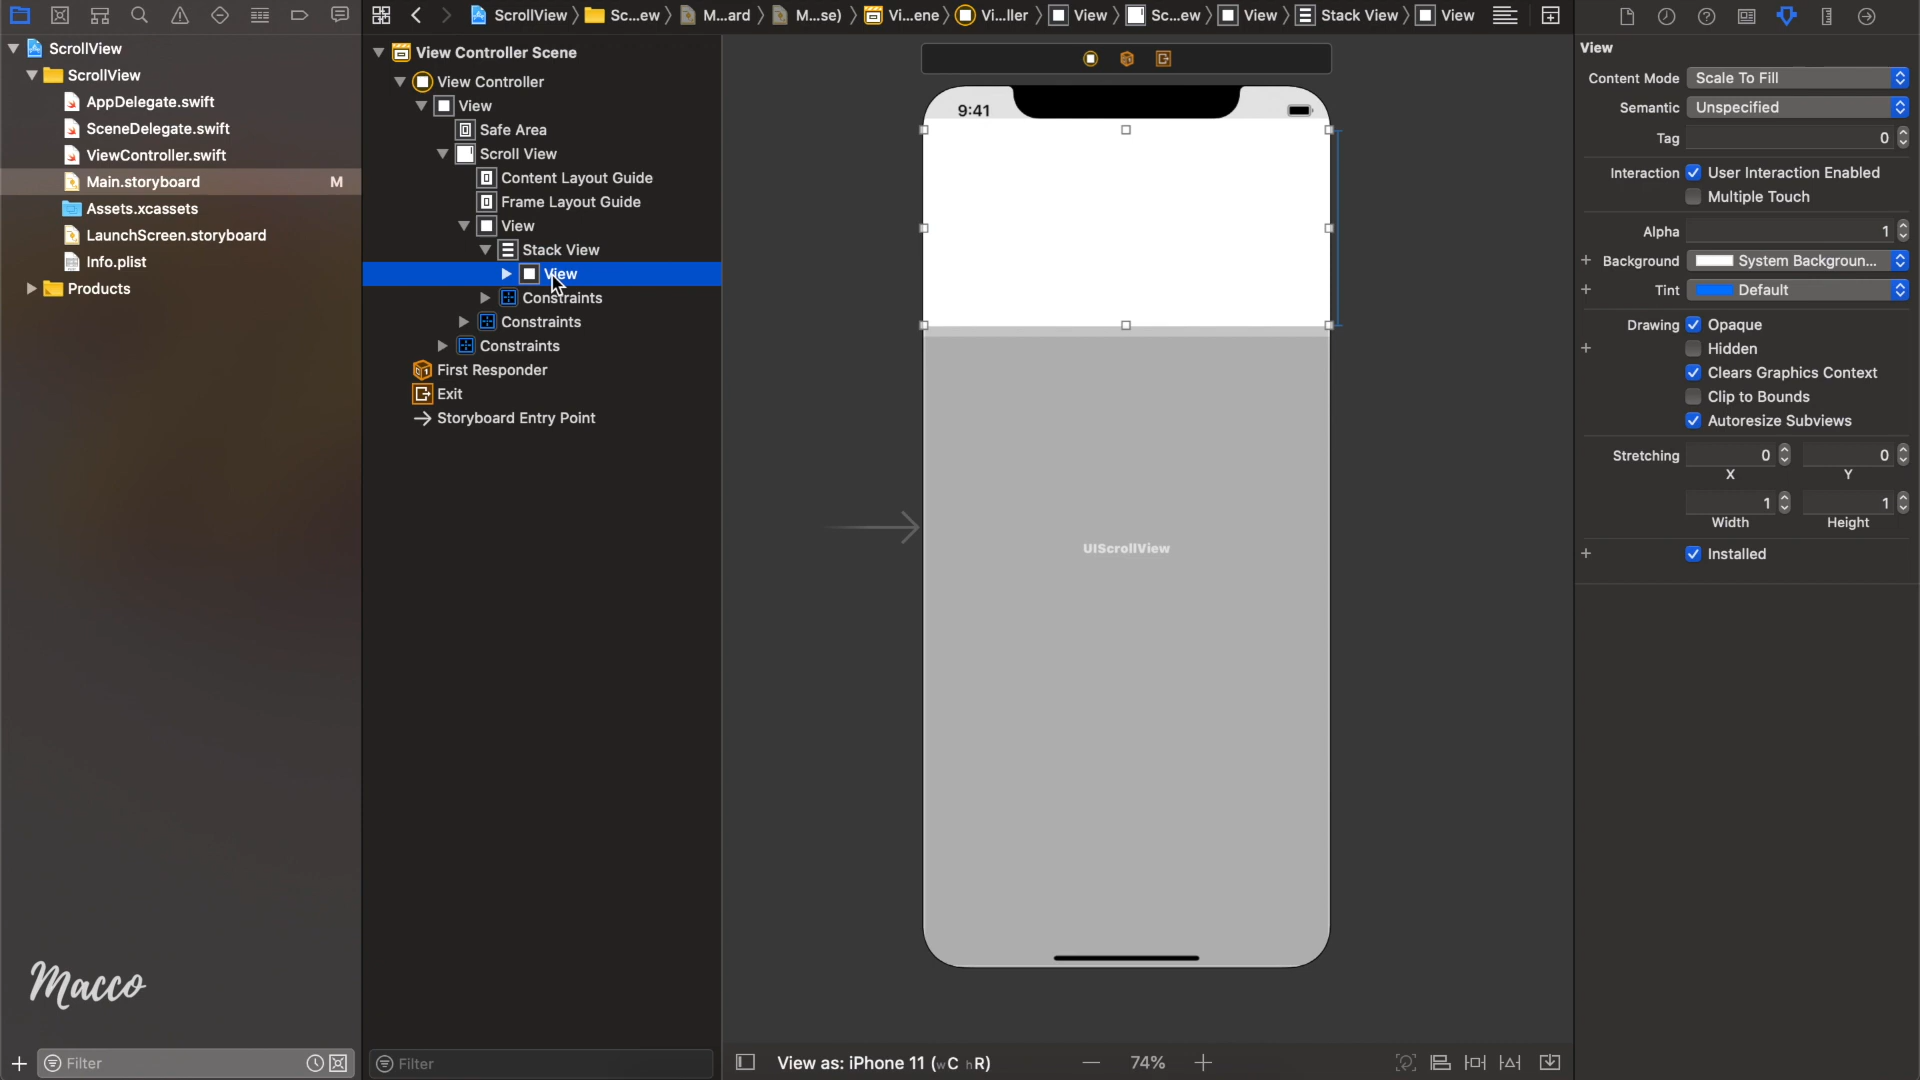 ScrollView
Sc...ew
M...ard
M...se)
Vi...ene
Vi...ller
View
Sc...ew
View
Stack View
View
ScrollView
ScrollView
AppDelegate.swift
SceneDelegate.swift
ViewController.swift
Main.storyboard
M
Assets.xcassets
LaunchScreen.storyboard
Info.plist
Products
View Controller Scene
View Controller
View
Safe Area
Scroll View
Content Layout Guide
Frame Layout Guide
View
Stack View
View
Constraints
Constraints
Constraints
First Responder
Exit
Storyboard Entry Point
9:41
UIScrollView
View
Content Mode Scale To Fill
Semantic Unspecified
Tag 0
Interaction User Interaction Enabled
Multiple Touch
Alpha 1
Background System Backgroun...
Tint Default
Drawing Opaque
Hidden
Clears Graphics Context
Clip to Bounds
Autoresize Subviews
Stretching 0 0
X Y
1 1
Width Height
Installed
Macco
Filter
Filter
View as: iPhone 11 (wC hR)
74%